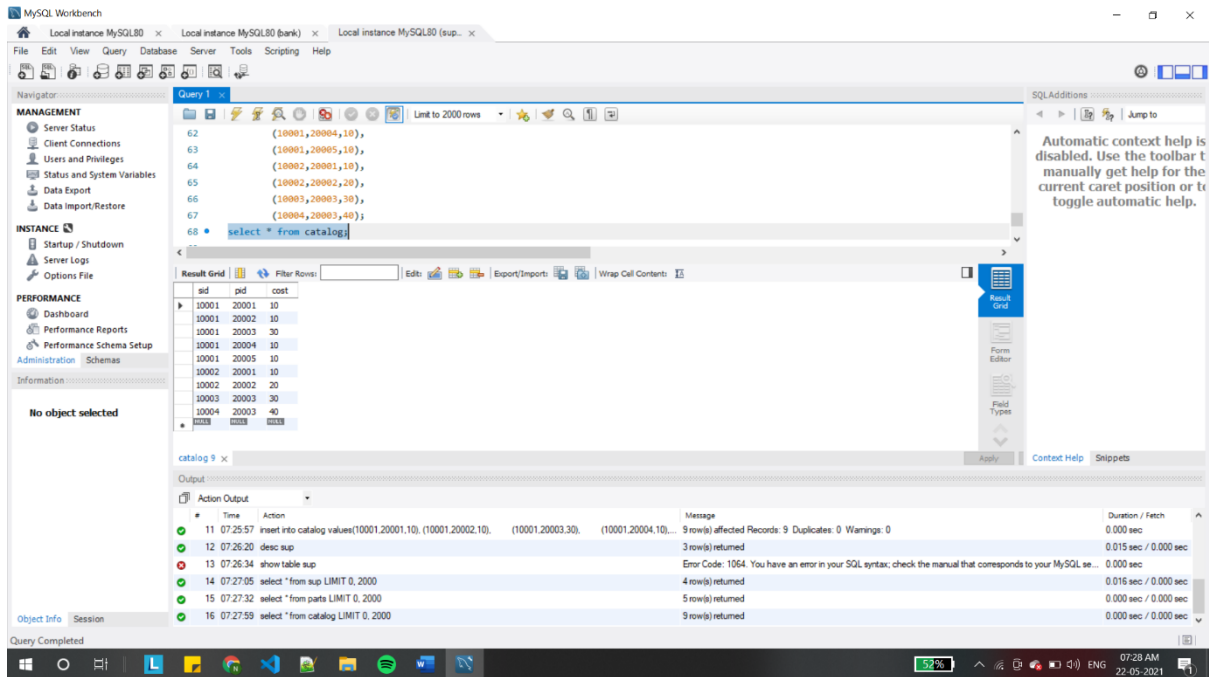 MySQL Workbench
Local instance MySQL80 × Local instance MySQL80 (bank) × Local instance MySQL80 (sup... ×
File Edit View Query Database Server Tools Scripting Help
Navigator
MANAGEMENT
Server Status
Client Connections
Users and Privileges
Status and System Variables
Data Export
Data Import/Restore
INSTANCE
Startup / Shutdown
Server Logs
Options File
PERFORMANCE
Dashboard
Performance Reports
Performance Schema Setup
Administration Schemas
Information
No object selected
Object Info Session
Query 1 ×
Limit to 2000 rows
62 (10001,20004,10),
63 (10001,20005,10),
64 (10002,20001,10),
65 (10002,20002,20),
66 (10003,20003,30),
67 (10004,20003,40);
68 select * from catalog;
Result Grid Filter Rows: Edit: Export/Import: Wrap Cell Content:
sid pid cost
10001 20001 10
10001 20002 10
10001 20003 30
10001 20004 10
10001 20005 10
10002 20001 10
10002 20002 20
10003 20003 30
10004 20003 40
NULL NULL NULL
Result Grid
Form Editor
Field Types
catalog 9 ×
Apply
SQLAdditions
Jump to
Automatic context help is
disabled. Use the toolbar t
manually get help for the
current caret position or to
toggle automatic help.
Context Help Snippets
Output
Action Output
# Time Action Message Duration / Fetch
11 07:25:57 insert into catalog values(10001,20001,10), (10001,20002,10), (10001,20003,30), (10001,20004,10),... 9 row(s) affected Records: 9 Duplicates: 0 Warnings: 0 0.000 sec
12 07:26:20 desc sup 3 row(s) returned 0.015 sec / 0.000 sec
13 07:26:34 show table sup Error Code: 1064. You have an error in your SQL syntax; check the manual that corresponds to your MySQL se... 0.000 sec
14 07:27:05 select * from sup LIMIT 0, 2000 4 row(s) returned 0.016 sec / 0.000 sec
15 07:27:32 select * from parts LIMIT 0, 2000 5 row(s) returned 0.000 sec / 0.000 sec
16 07:27:59 select * from catalog LIMIT 0, 2000 9 row(s) returned 0.000 sec / 0.000 sec
Query Completed
52% ENG 07:28 AM
22-05-2021